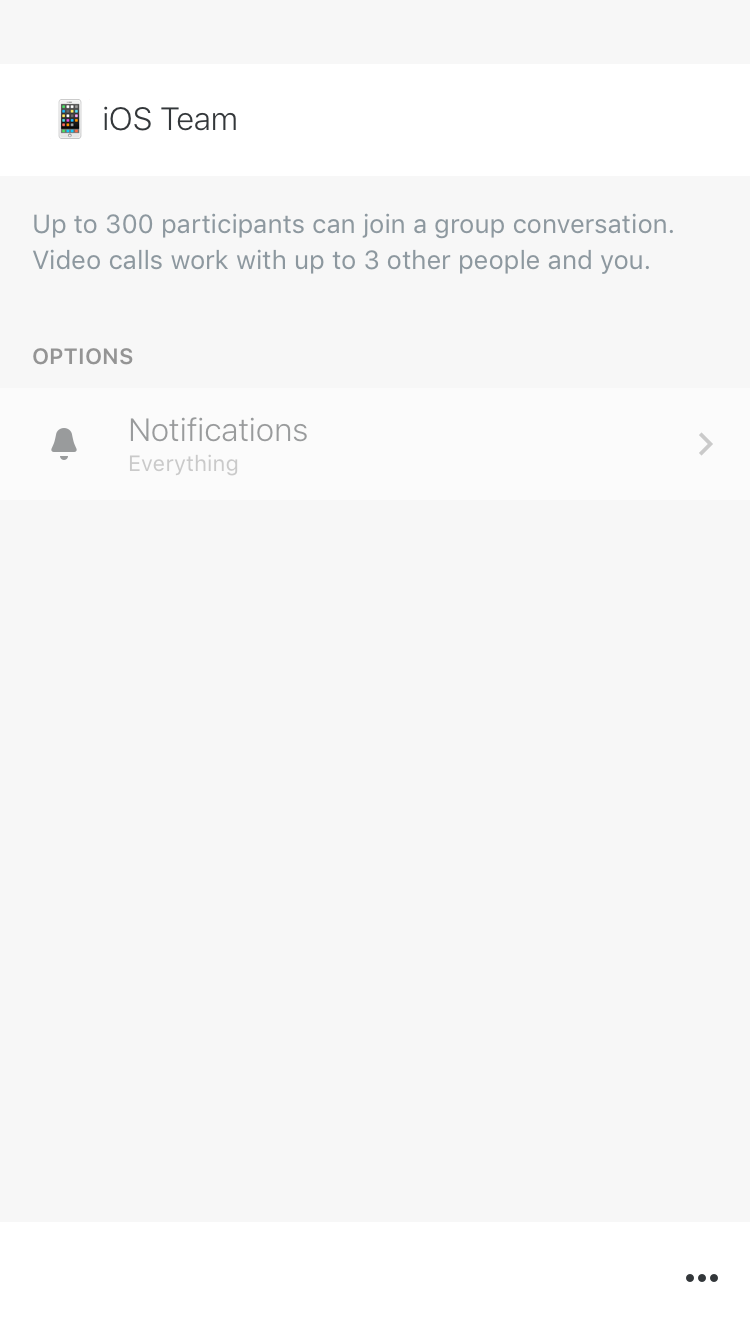 iOS Team
Up to 300 participants can join a group conversation.
Video calls work with up to 3 other people and you.
OPTIONS
Notifications
Everything